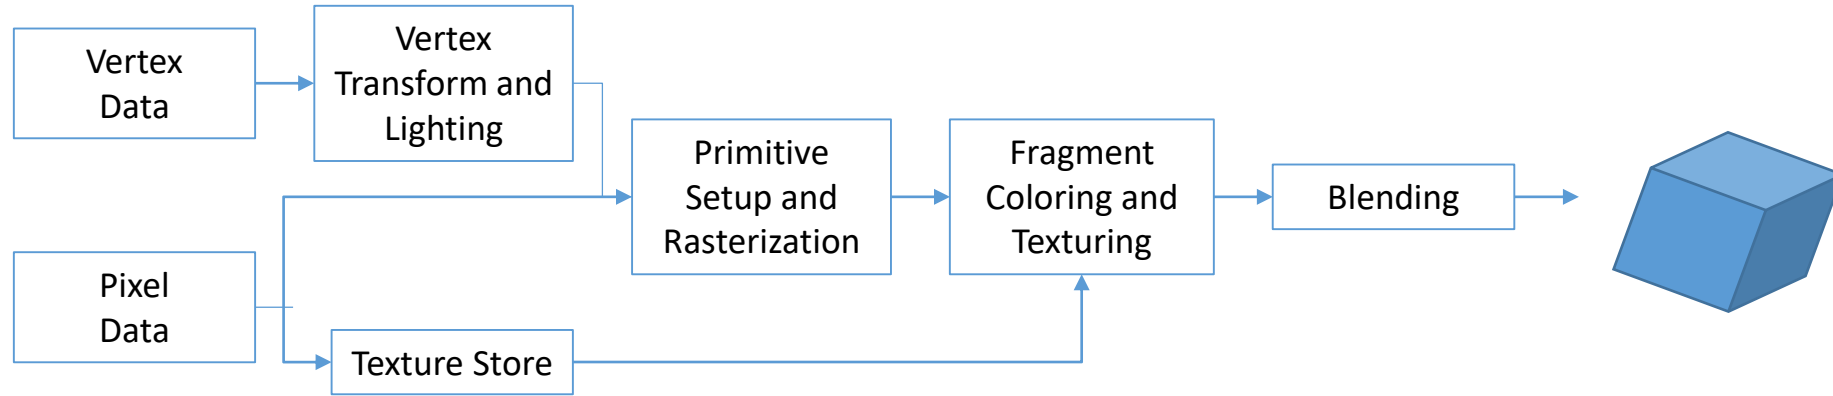 Vertex
Data
Vertex
Transform and
Lighting
Primitive
Setup and
Rasterization
Fragment
Coloring and
Texturing
Blending
Pixel
Data
Texture Store